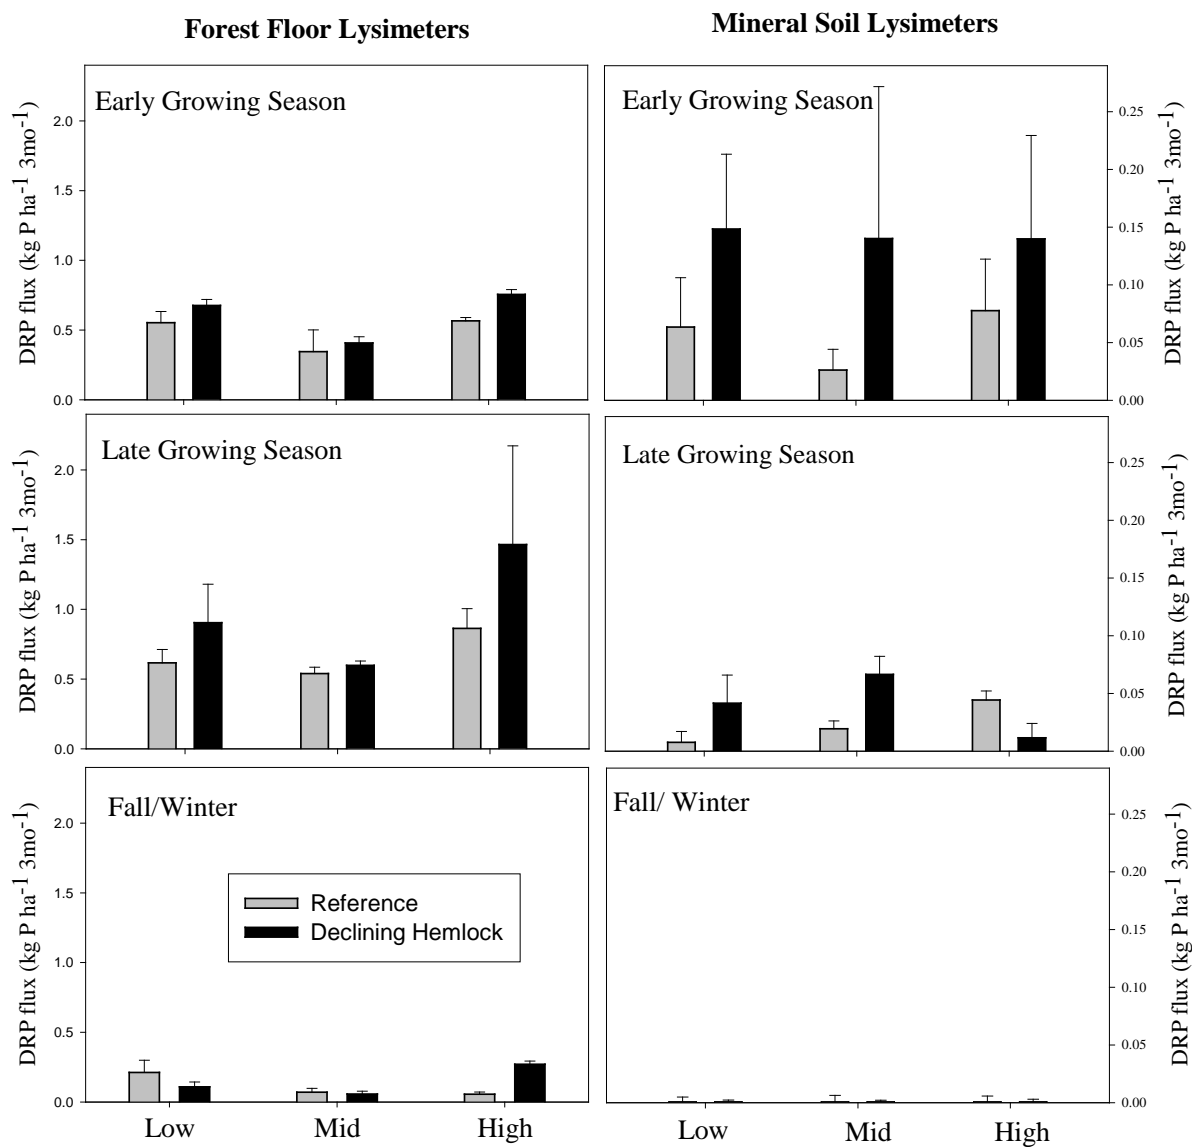 Forest Floor Lysimeters
Mineral Soil Lysimeters
Early Growing Season
DRP flux (kg P ha-1 3mo-1)
2.0
1.5
1.0
0.5
0.0
Early Growing Season
0.25
0.20
0.15
0.10
0.05
0.00
DRP flux (kg P ha-1 3mo-1)
Late Growing Season
DRP flux (kg P ha-1 3mo-1)
2.0
1.5
1.0
0.5
0.0
Late Growing Season
0.25
0.20
0.15
0.10
0.05
0.00
DRP flux (kg P ha-1 3mo-1)
Fall/Winter
DRP flux (kg P ha-1 3mo-1)
2.0
1.5
1.0
0.5
0.0
Reference
Declining Hemlock
Low Mid High
Fall/ Winter
0.25
0.20
0.15
0.10
0.05
0.00
DRP flux (kg P ha-1 3mo-1)
Low Mid High